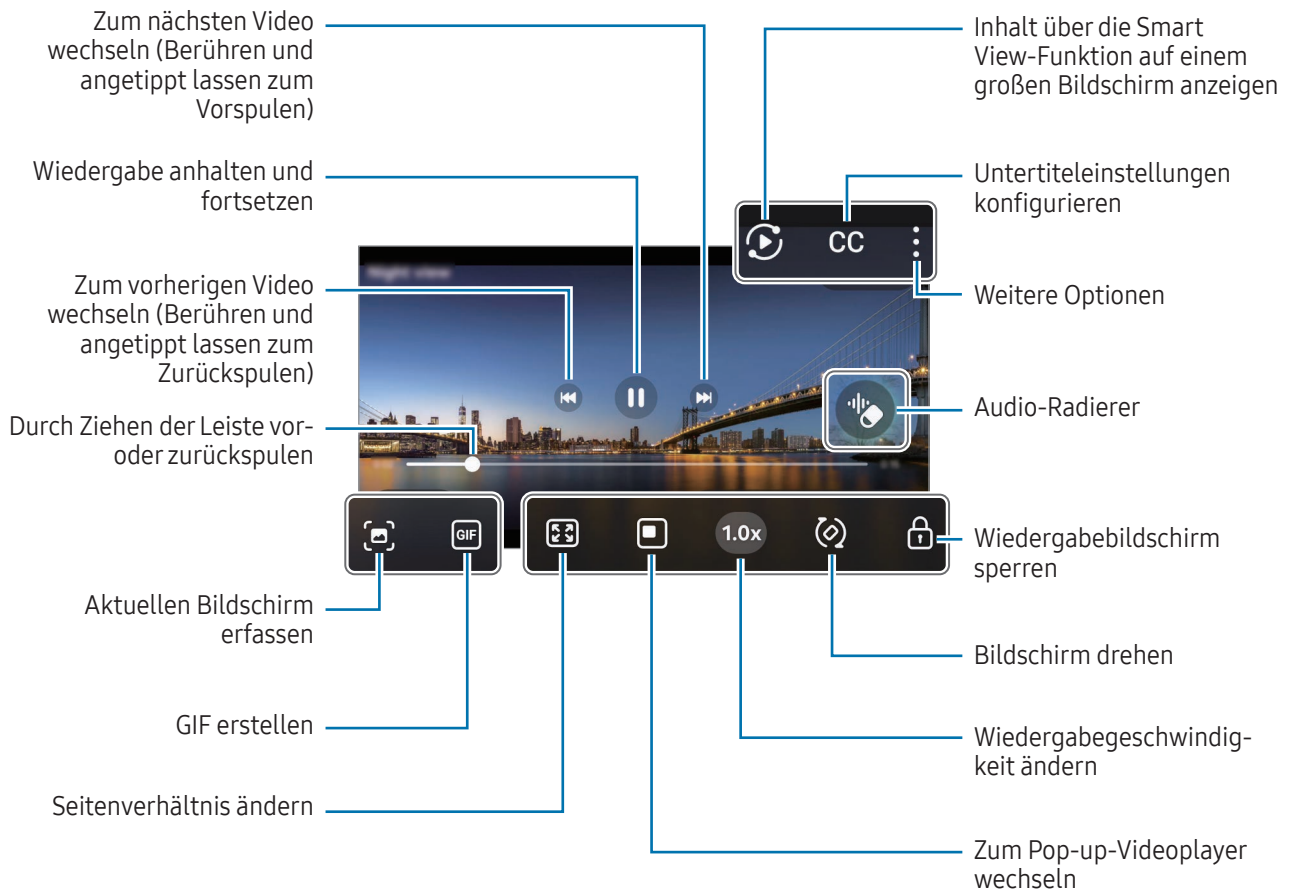 Zum nächsten Video
wechseln (Berühren und
angetippt lassen zum
Vorspulen)
Wiedergabe anhalten und
fortsetzen
Zum vorherigen Video
wechseln (Berühren und
angetippt lassen zum
Zurückspulen)
Durch Ziehen der Leiste vor-
oder zurückspulen
Aktuellen Bildschirm
erfassen
GIF erstellen
Seitenverhältnis ändern
Night view
CC
GIF
1.0x
Inhalt über die Smart
View-Funktion auf einem
großen Bildschirm anzeigen
Untertiteleinstellungen
konfigurieren
Weitere Optionen
Audio-Radierer
Wiedergabebildschirm
sperren
Bildschirm drehen
Wiedergabegeschwindig-
keit ändern
Zum Pop-up-Videoplayer
wechseln